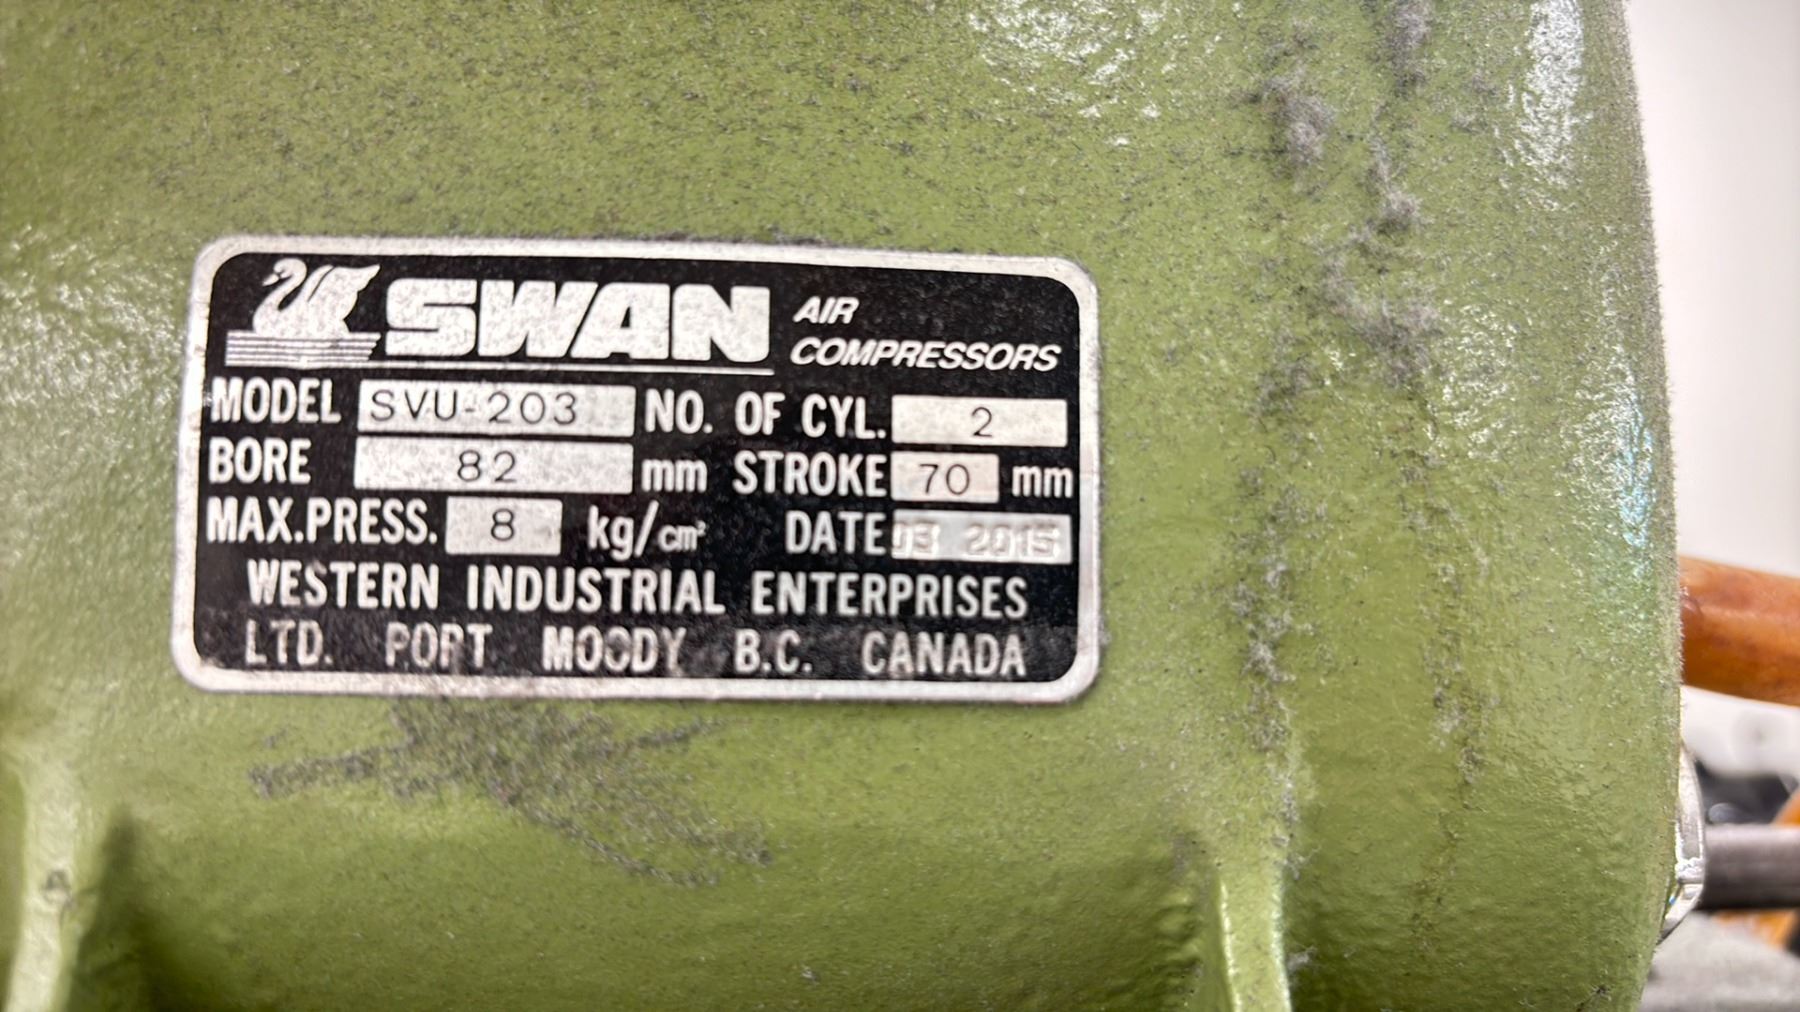 SWAN AIR COMPRESSORS
MODEL SVU-203 NO. OF CYL. 2
BORE 82 mm STROKE 70 mm
MAX.PRESS. 8 kg/cm² DATE 03 2015
WESTERN INDUSTRIAL ENTERPRISES
LTD. PORT MOODY B.C. CANADA